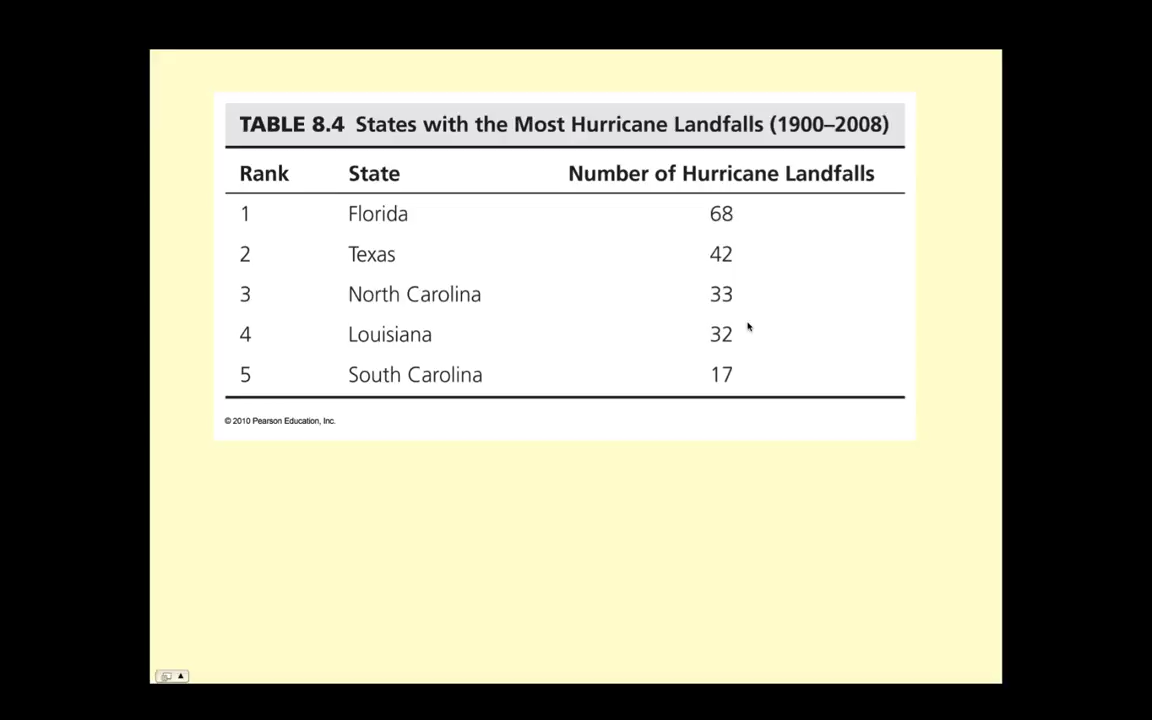 TABLE 8.4 States with the Most Hurricane Landfalls (1900–2008)
Rank State Number of Hurricane Landfalls
1 Florida 68
2 Texas 42
3 North Carolina 33
4 Louisiana 32
5 South Carolina 17
© 2010 Pearson Education, Inc.